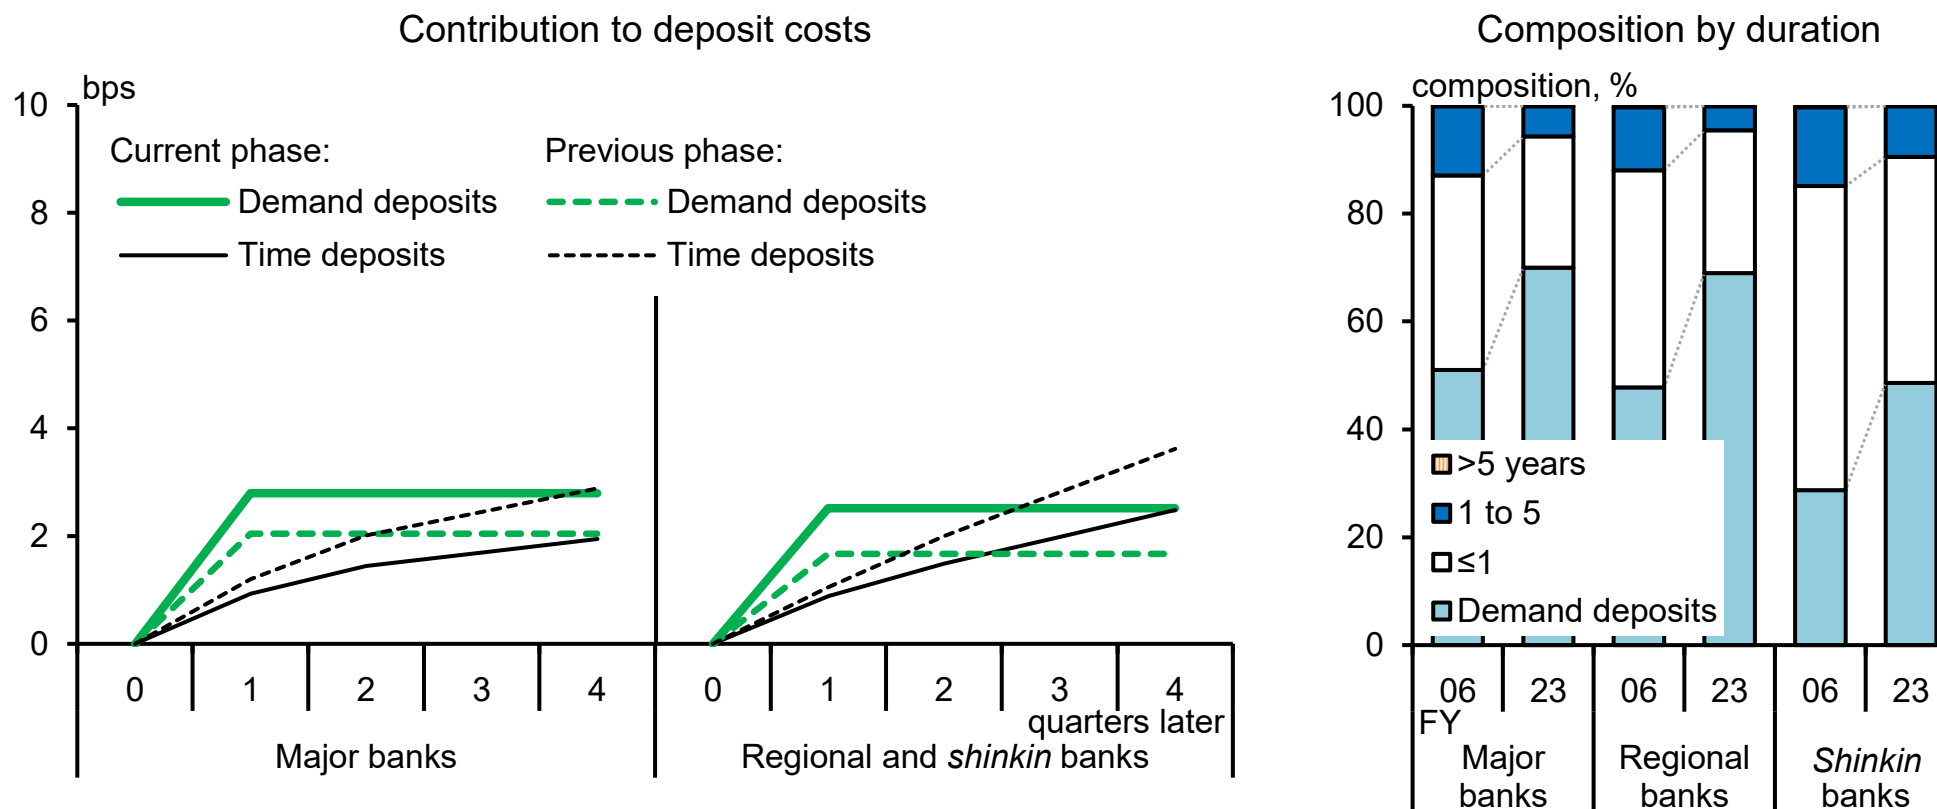 Contribution to deposit costs
bps
10
8
6
4
2
0
Current phase:
Demand deposits
Time deposits
Previous phase:
Demand deposits
Time deposits
0 1 2 3 4
0 1 2 3 4
quarters later
Major banks
Regional and shinkin banks
Composition by duration
composition, %
100
80
60
40
20
0
>5 years
1 to 5
≤1
Demand deposits
06 23 06 23 06 23
FY
Major
banks
Regional
banks
Shinkin
banks